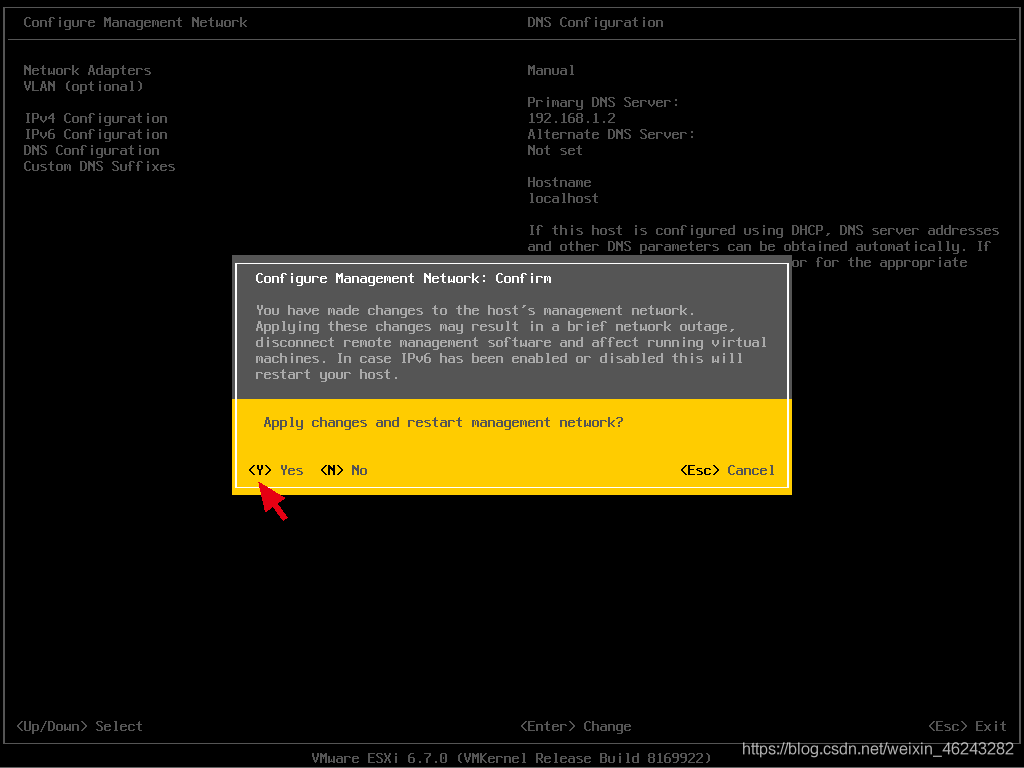 Configure Management Network
DNS Configuration
Network Adapters
VLAN (optional)
IPv4 Configuration
IPv6 Configuration
DNS Configuration
Custom DNS Suffixes
Manual
Primary DNS Server:
192.168.1.2
Alternate DNS Server:
Not set
Hostname
localhost
If this host is configured using DHCP, DNS server addresses
and other DNS parameters can be obtained automatically. If
or for the appropriate
Configure Management Network: Confirm
You have made changes to the host's management network.
Applying these changes may result in a brief network outage,
disconnect remote management software and affect running virtual
machines. In case IPv6 has been enabled or disabled this will
restart your host.
Apply changes and restart management network?
<Y> Yes <N> No
<Esc> Cancel
<Up/Down> Select
<Enter> Change
<Esc> Exit
VMware ESXi 6.7.0 (VMKernel Release Build 8169922)
https://blog.csdn.net/weixin_46243282